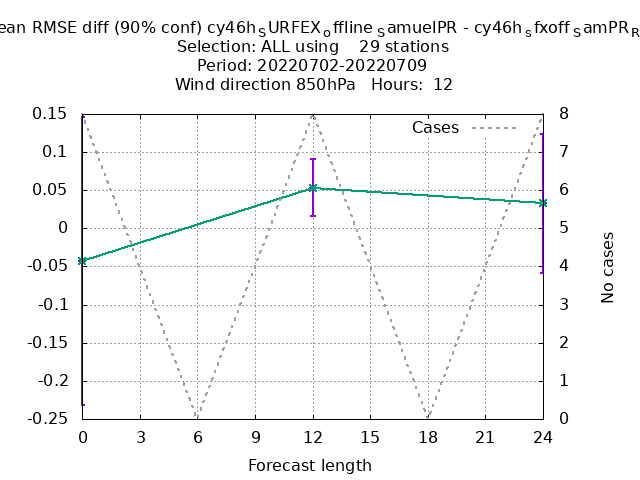 ean RMSE diff (90% conf) cy46hSURFEXoffline SamuelPR - cy46hsfxoffSamPRR
Selection: ALL using 29 stations
Period: 20220702-20220709
Wind direction 850hPa Hours: 12
Cases
0.15
0.1
0.05
0
-0.05
-0.1
-0.15
-0.2
-0.25
8
7
6
5
4
3
2
1
0
No cases
0 3 6 9 12 15 18 21 24
Forecast length